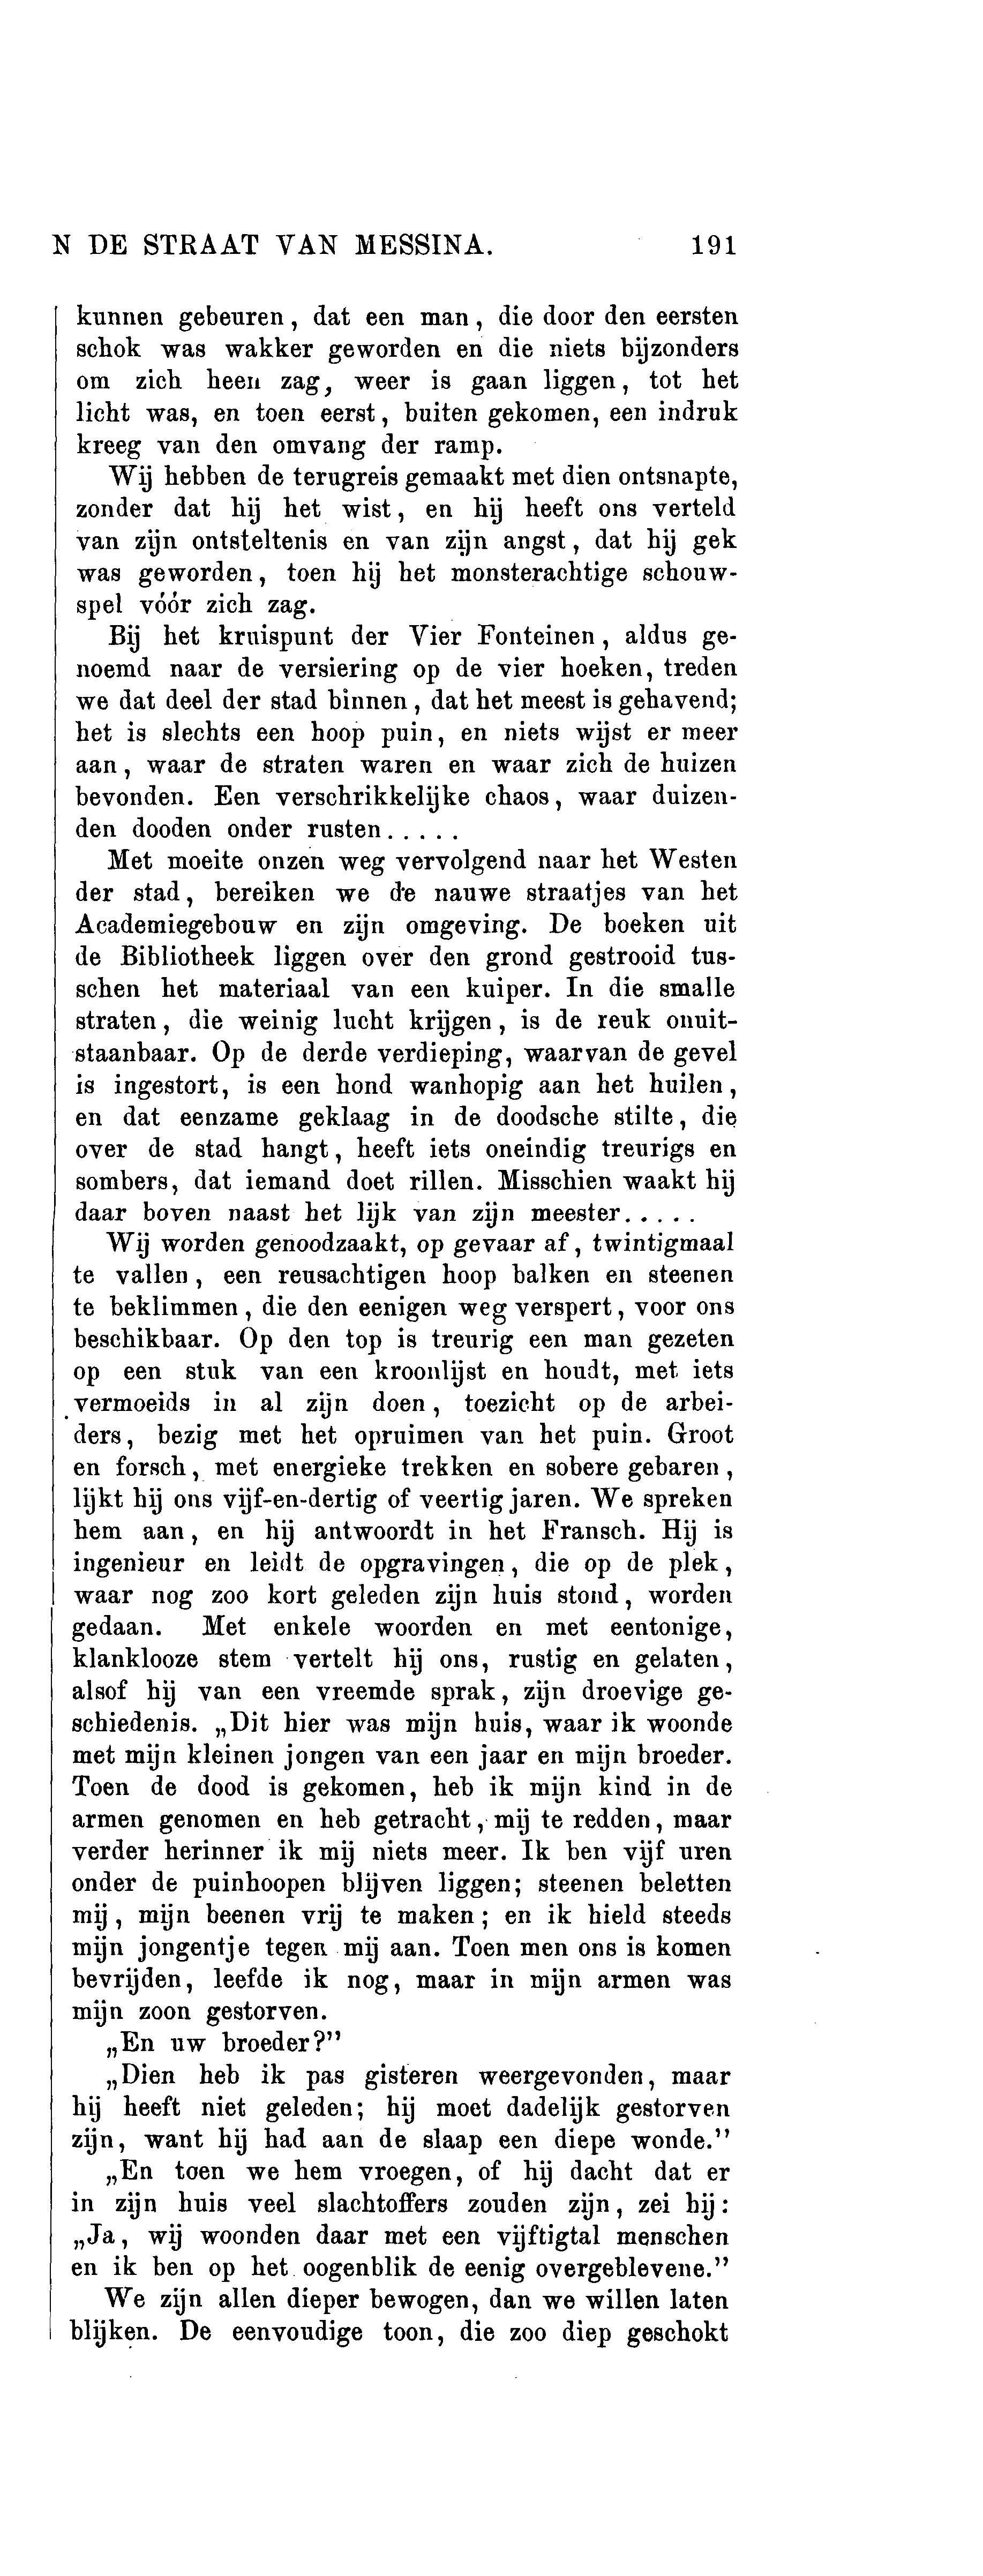 N DE STRAAT VAN MESSINA. 191
kunnen gebeuren, dat een man, die door den eersten
schok was wakker geworden en die niets bijzonders
om zich heen zag, weer is gaan liggen, tot het
licht was, en toen eerst, buiten gekomen, een indruk
kreeg van den omvang der ramp.
Wij hebben de terugreis gemaakt met dien ontsnapte,
zonder dat hij het wist, en hij heeft ons verteld
van zijn ontsteltenis en van zijn angst, dat hij gek
was geworden, toen hij het monsterachtige schouw-
spel vóór zich zag.
Bij het kruispunt der Vier Fonteinen, aldus ge-
noemd naar de versiering op de vier hoeken, treden
we dat deel der stad binnen, dat het meest is gehavend;
het is slechts een hoop puin, en niets wijst er meer
aan, waar de straten waren en waar zich de huizen
bevonden. Een verschrikkelijke chaos, waar duizen-
den dooden onder rusten.....
Met moeite onzen weg vervolgend naar het Westen
der stad, bereiken we de nauwe straatjes van het
Academiegebouw en zijn omgeving. De boeken uit
de Bibliotheek liggen over den grond gestrooid tus-
schen het materiaal van een kuiper. In die smalle
straten, die weinig lucht krijgen, is de reuk onuit-
staanbaar. Op de derde verdieping, waarvan de gevel
is ingestort, is een hond wanhopig aan het huilen,
en dat eenzame geklaag in de doodsche stilte, die
over de stad hangt, heeft iets oneindig treurigs en
sombers, dat iemand doet rillen. Misschien waakt hij
daar boven naast het lijk van zijn meester.....
Wij worden genoodzaakt, op gevaar af, twintigmaal
te vallen, een reusachtigen hoop balken en steenen
te beklimmen, die den eenigen weg verspert, voor ons
beschikbaar. Op den top is treurig een man gezeten
op een stuk van een kroonlijst en houdt, met iets
vermoeids in al zijn doen, toezicht op de arbei-
ders, bezig met het opruimen van het puin. Groot
en forsch, met energieke trekken en sobere gebaren,
lijkt hij ons vijf-en-dertig of veertig jaren. We spreken
hem aan, en hij antwoordt in het Fransch. Hij is
ingenieur en leidt de opgravingen, die op de plek,
waar nog zoo kort geleden zijn huis stond, worden
gedaan. Met enkele woorden en met eentonige,
klanklooze stem vertelt hij ons, rustig en gelaten,
alsof hij van een vreemde sprak, zijn droevige ge-
schiedenis. „Dit hier was mijn huis, waar ik woonde
met mijn kleinen jongen van een jaar en mijn broeder.
Toen de dood is gekomen, heb ik mijn kind in de
armen genomen en heb getracht, mij te redden, maar
verder herinner ik mij niets meer. Ik ben vijf uren
onder de puinhoopen blijven liggen; steenen beletten
mij, mijn beenen vrij te maken; en ik hield steeds
mijn jongentje tegen mij aan. Toen men ons is komen
bevrijden, leefde ik nog, maar in mijn armen was
mijn zoon gestorven.
„En uw broeder?”
„Dien heb ik pas gisteren weergevonden, maar
hij heeft niet geleden; hij moet dadelijk gestorven
zijn, want hij had aan de slaap een diepe wonde.”
„En toen we hem vroegen, of hij dacht dat er
in zijn huis veel slachtoffers zouden zijn, zei hij:
„Ja, wij woonden daar met een vijftigtal menschen
en ik ben op het oogenblik de eenig overgeblevene.”
We zijn allen dieper bewogen, dan we willen laten
blijken. De eenvoudige toon, die zoo diep geschokt